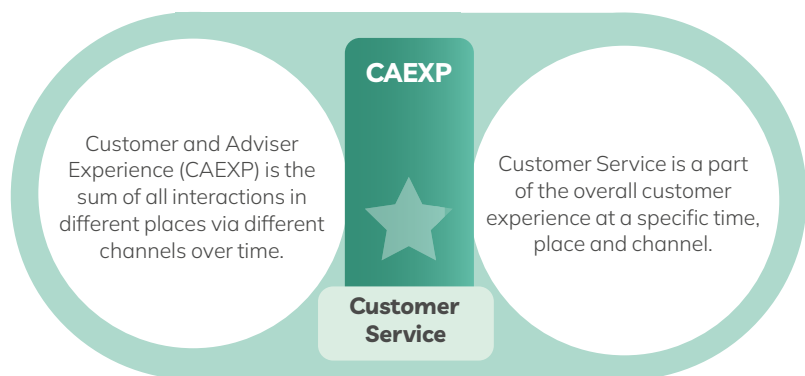 CAEXP
Customer and Adviser
Experience (CAEXP) is the
sum of all interactions in
different places via different
channels over time.
Customer Service is a part
of the overall customer
experience at a specific time,
place and channel.
Customer
Service